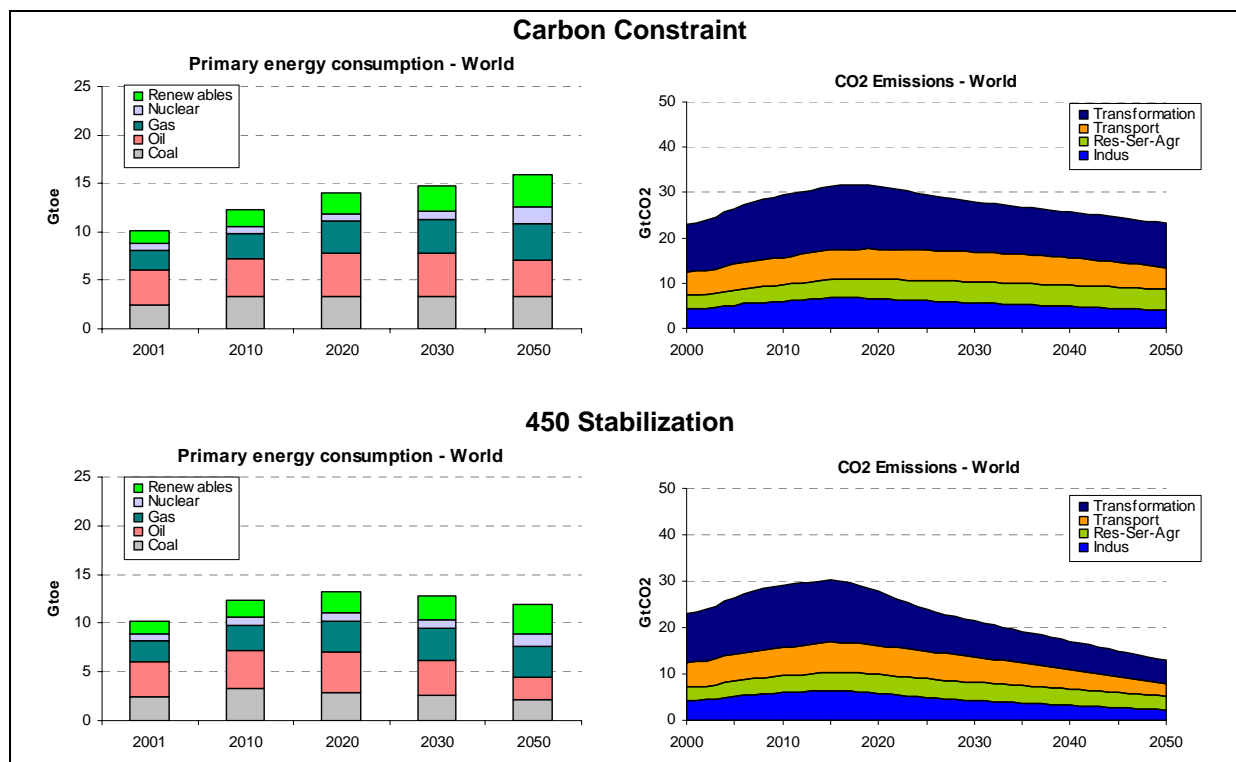 Carbon Constraint
Primary energy consumption - World
25
20
15
10
5
0
Gtoe
Renewables
Nuclear
Gas
Oil
Coal
2001 2010 2020 2030 2050
CO2 Emissions - World
50
40
30
20
10
0
GtCO2
Transformation
Transport
Res-Ser-Agr
Indus
2000 2010 2020 2030 2040 2050
450 Stabilization
Primary energy consumption - World
25
20
15
10
5
0
Gtoe
Renewables
Nuclear
Gas
Oil
Coal
2001 2010 2020 2030 2050
CO2 Emissions - World
50
40
30
20
10
0
GtCO2
Transformation
Transport
Res-Ser-Agr
Indus
2000 2010 2020 2030 2040 2050